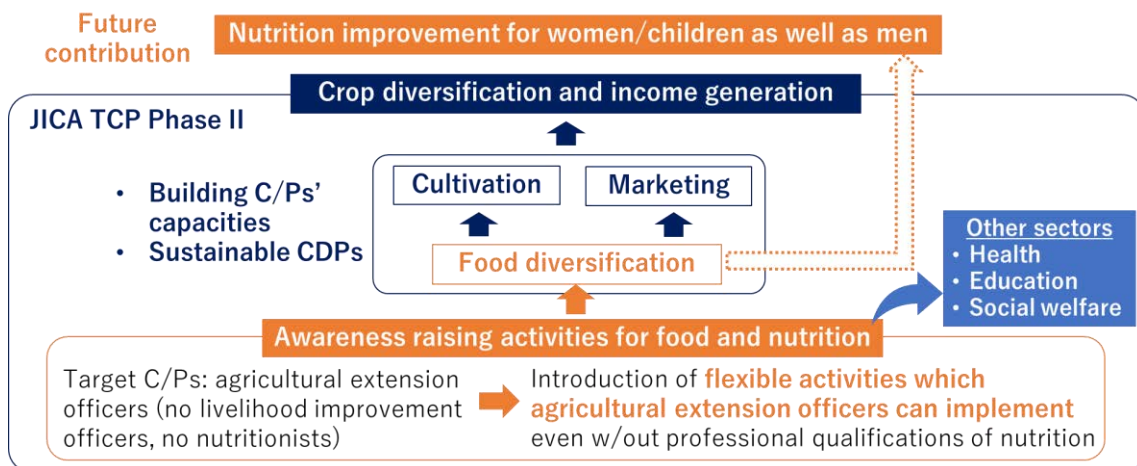 Future
contribution
Nutrition improvement for women/children as well as men
Crop diversification and income generation
JICA TCP Phase II
• Building C/Ps'
capacities
• Sustainable CDPs
Cultivation
Marketing
Food diversification
Other sectors
• Health
• Education
• Social welfare
Awareness raising activities for food and nutrition
Target C/Ps: agricultural extension
officers (no livelihood improvement
officers, no nutritionists)
Introduction of flexible activities which
agricultural extension officers can implement
even w/out professional qualifications of nutrition